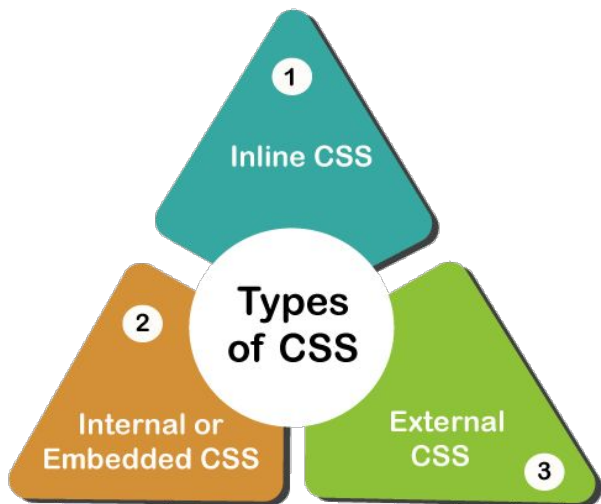 1
Inline CSS
Types
of CSS
2
Internal or
Embedded CSS
External
CSS
3